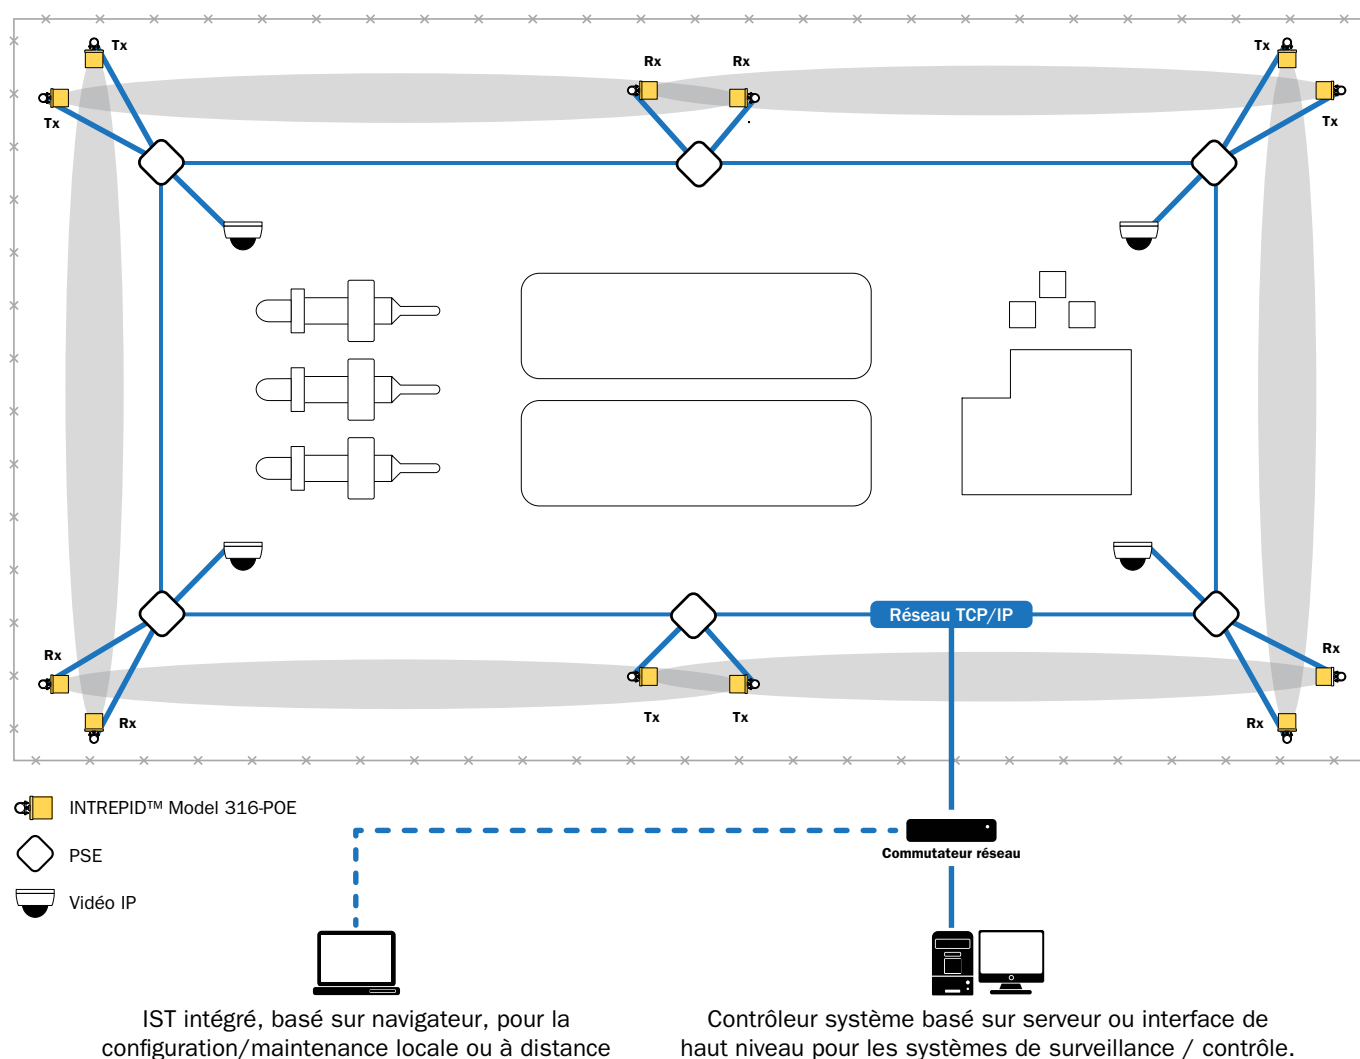 Tx
Rx
Rx
Tx
Tx
Tx
Réseau TCP/IP
Rx
Rx
Rx
Tx
Tx
Rx
INTREPID™ Model 316-POE
PSE
Vidéo IP
Commutateur réseau
IST intégré, basé sur navigateur, pour la
configuration/maintenance locale ou à distance
Contrôleur système basé sur serveur ou interface de
haut niveau pour les systèmes de surveillance / contrôle.